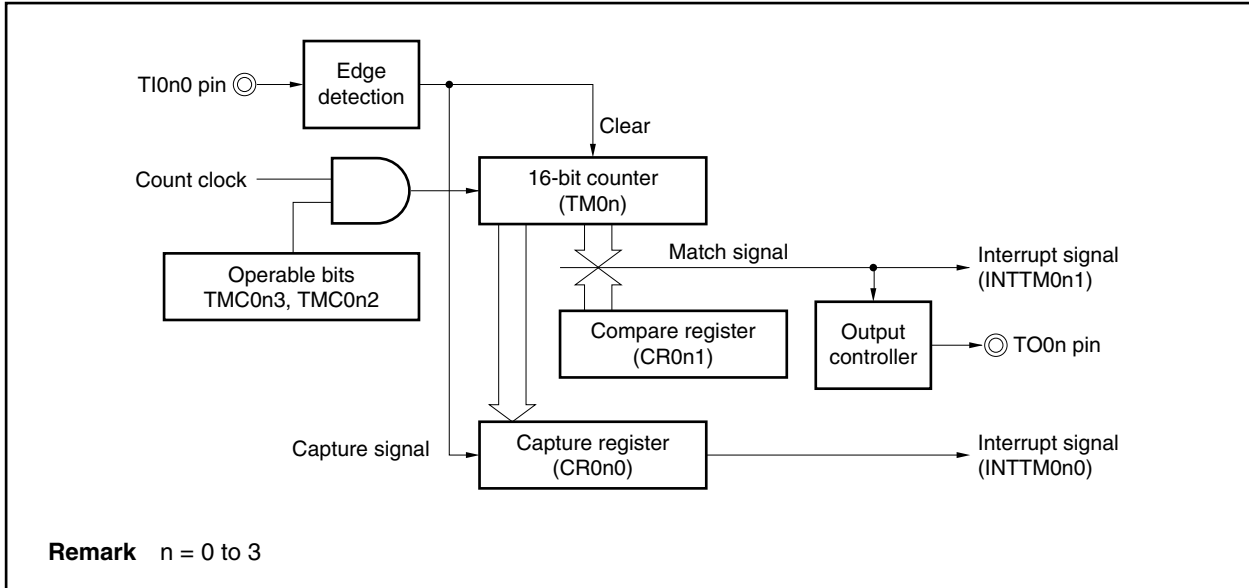 TI0n0 pin
Edge
detection
Clear
Count clock
16-bit counter
(TM0n)
Operable bits
TMC0n3, TMC0n2
Match signal
Interrupt signal
(INTTM0n1)
Compare register
(CR0n1)
Output
controller
TO0n pin
Capture signal
Capture register
(CR0n0)
Interrupt signal
(INTTM0n0)
Remark n = 0 to 3